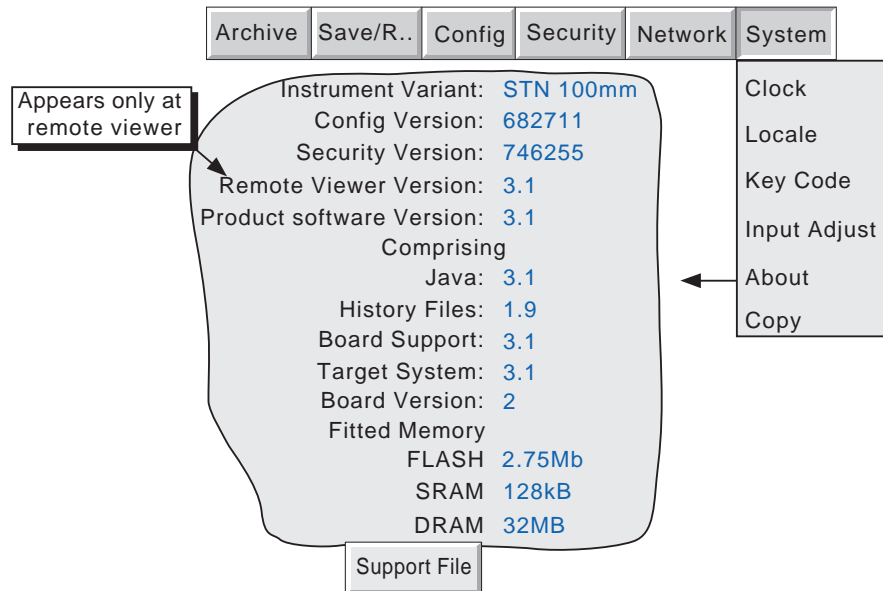 Archive Save/R.. Config Security Network System
Appears only at
remote viewer
Instrument Variant: STN 100mm
Config Version: 682711
Security Version: 746255
Remote Viewer Version: 3.1
Product software Version: 3.1
Comprising
Java: 3.1
History Files: 1.9
Board Support: 3.1
Target System: 3.1
Board Version: 2
Fitted Memory
FLASH 2.75Mb
SRAM 128kB
DRAM 32MB
Support File
Clock
Locale
Key Code
Input Adjust
About
Copy